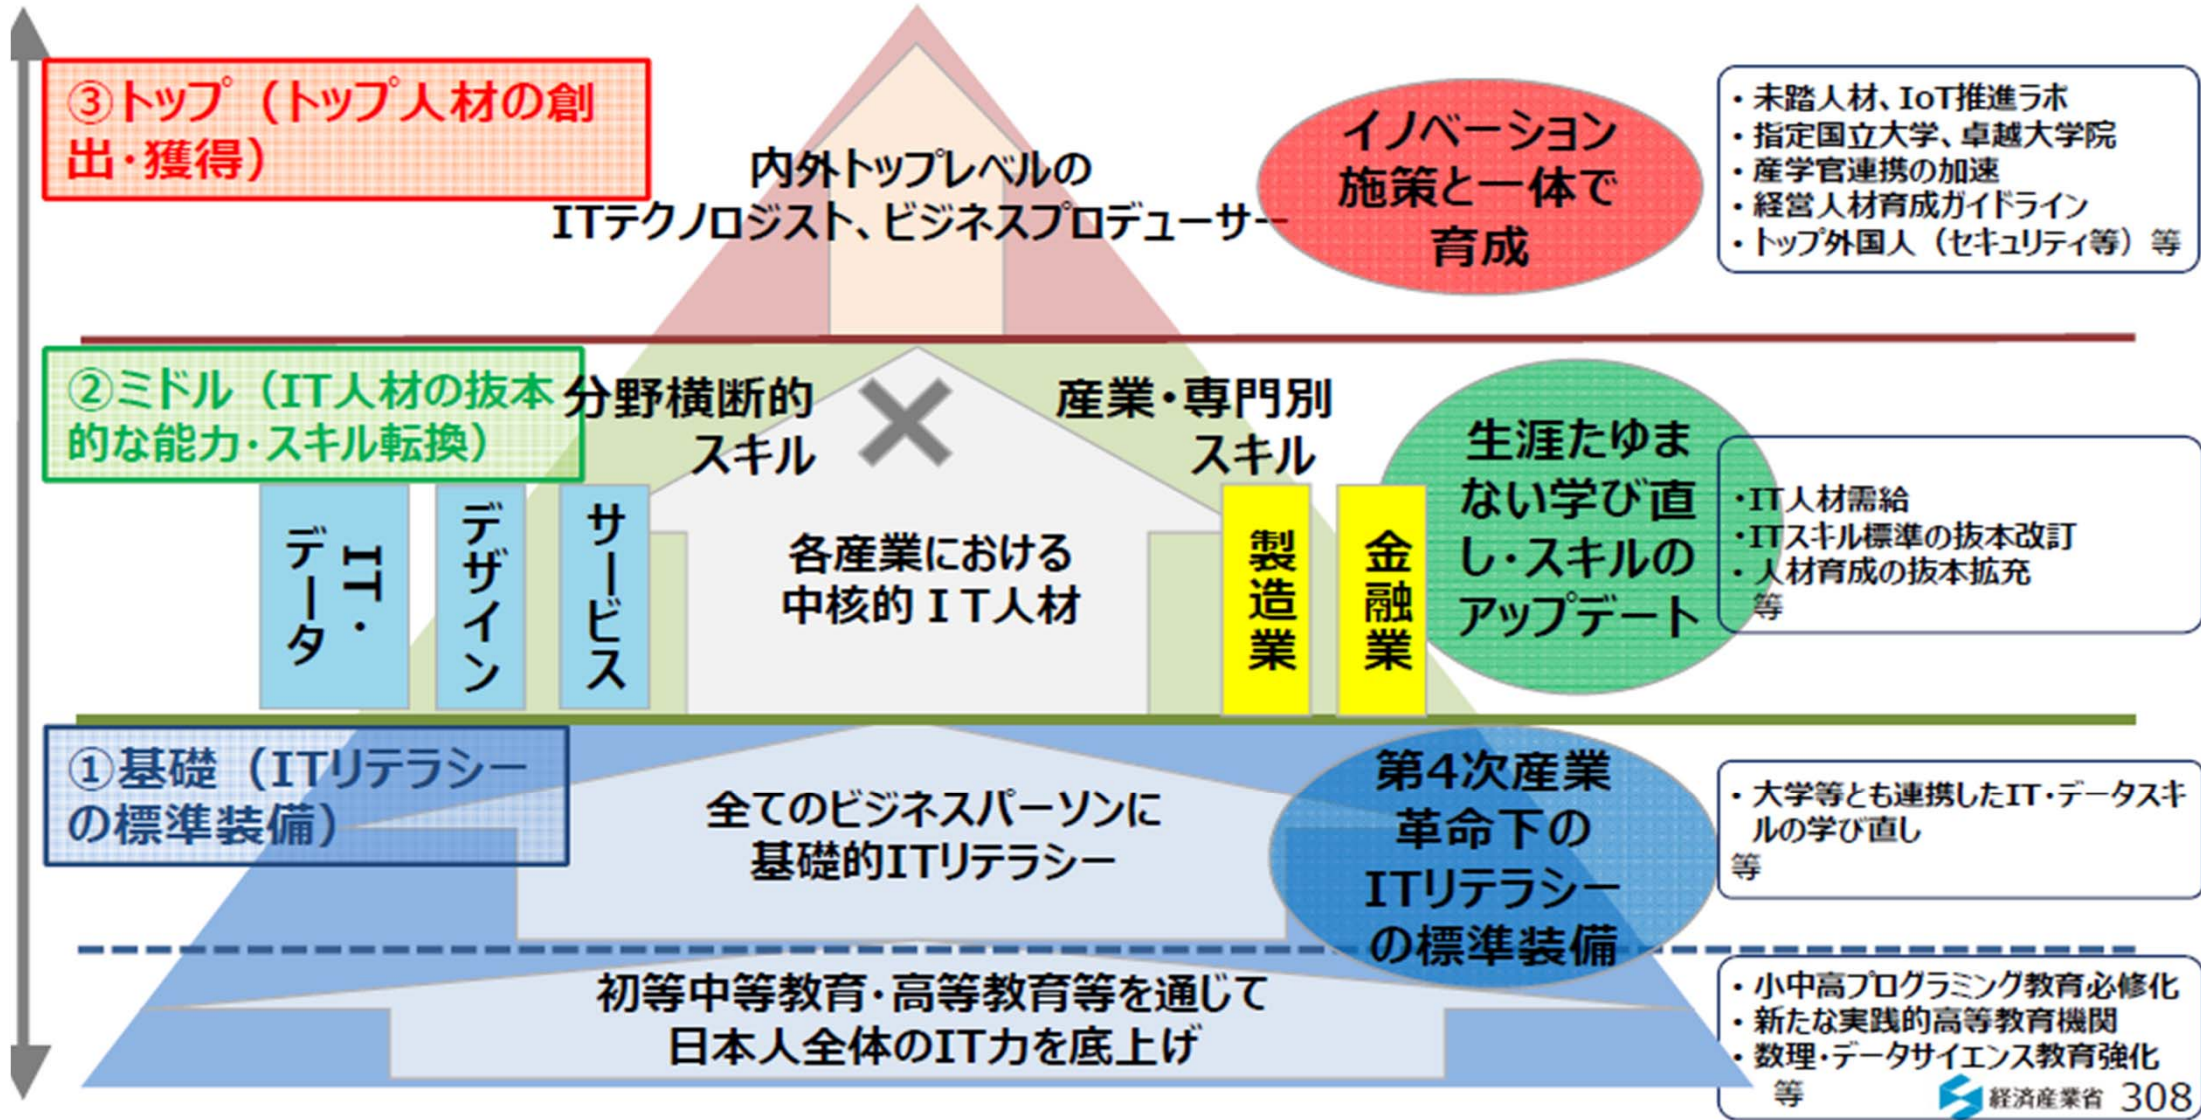 ③トップ（トップ人材の創
出・獲得）
内外トップレベルの
ITテクノロジスト、ビジネスプロデューサー
イノベーション
施策と一体で
育成
・未踏人材、IoT推進ラボ
・指定国立大学、卓越大学院
・産学官連携の加速
・経営人材育成ガイドライン
・トップ外国人（セキュリティ等）等
②ミドル（IT人材の抜本
的な能力・スキル転換）
分野横断的
スキル
産業・専門別
スキル
IT・
データ
デザイン
サービス
各産業における
中核的ＩＴ人材
製造業
金融業
生涯たゆま
ない学び直
し・スキルの
アップデート
・IT人材需給
・ITスキル標準の抜本改訂
・人材育成の抜本拡充
等
①基礎（ITリテラシー
の標準装備）
全てのビジネスパーソンに
基礎的ITリテラシー
第4次産業
革命下の
ITリテラシー
の標準装備
・大学等とも連携したIT・データスキ
ルの学び直し
等
初等中等教育・高等教育等を通じて
日本人全体のIT力を底上げ
・小中高プログラミング教育必修化
・新たな実践的高等教育機関
・数理・データサイエンス教育強化
等
経済産業省 308